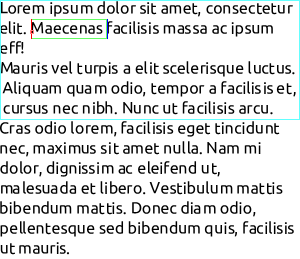 Lorem ipsum dolor sit amet, consectetur
elit. Maecenas facilisis massa ac ipsum
eff!
Mauris vel turpis a elit scelerisque luctus.
Aliquam quam odio, tempor a facilisis et,
cursus nec nibh. Nunc ut facilisis arcu.
Cras odio lorem, facilisis eget tincidunt
nec, maximus sit amet nulla. Nam mi
dolor, dignissim ac eleifend ut,
malesuada et libero. Vestibulum mattis
bibendum mattis. Donec diam odio,
pellentesque sed bibendum quis, facilisis
ut mauris.